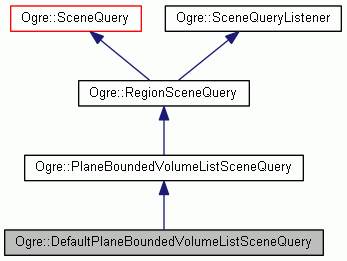 Ogre::SceneQuery
Ogre::SceneQueryListener
Ogre::RegionSceneQuery
Ogre::PlaneBoundedVolumeListSceneQuery
Ogre::DefaultPlaneBoundedVolumeListSceneQuery